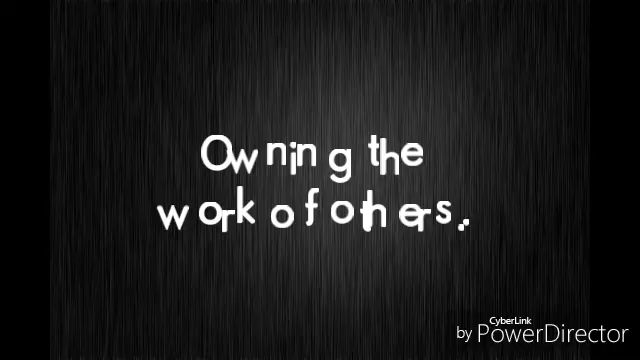 Owning the
work of others..
CyberLink
by PowerDirector